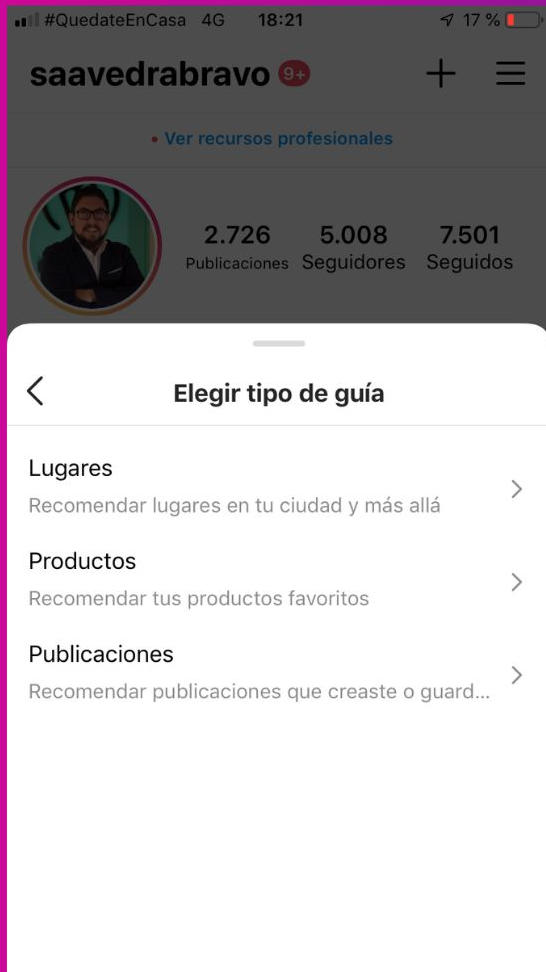 #QuedateEnCasa 4G 18:21 17 %
saavedrabravo 9+
• Ver recursos profesionales
2.726 5.008 7.501
Publicaciones Seguidores Seguidos
Elegir tipo de guía
Lugares
Recomendar lugares en tu ciudad y más allá
Productos
Recomendar tus productos favoritos
Publicaciones
Recomendar publicaciones que creaste o guard...